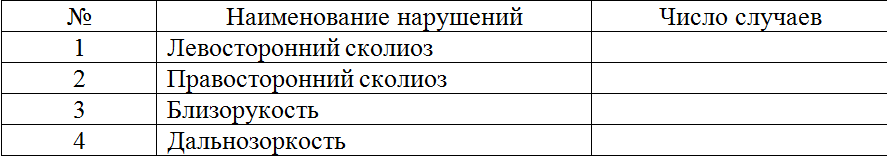 № Наименование нарушений Число случаев
1 Левосторонний сколиоз
2 Правосторонний сколиоз
3 Близорукость
4 Дальнозоркость